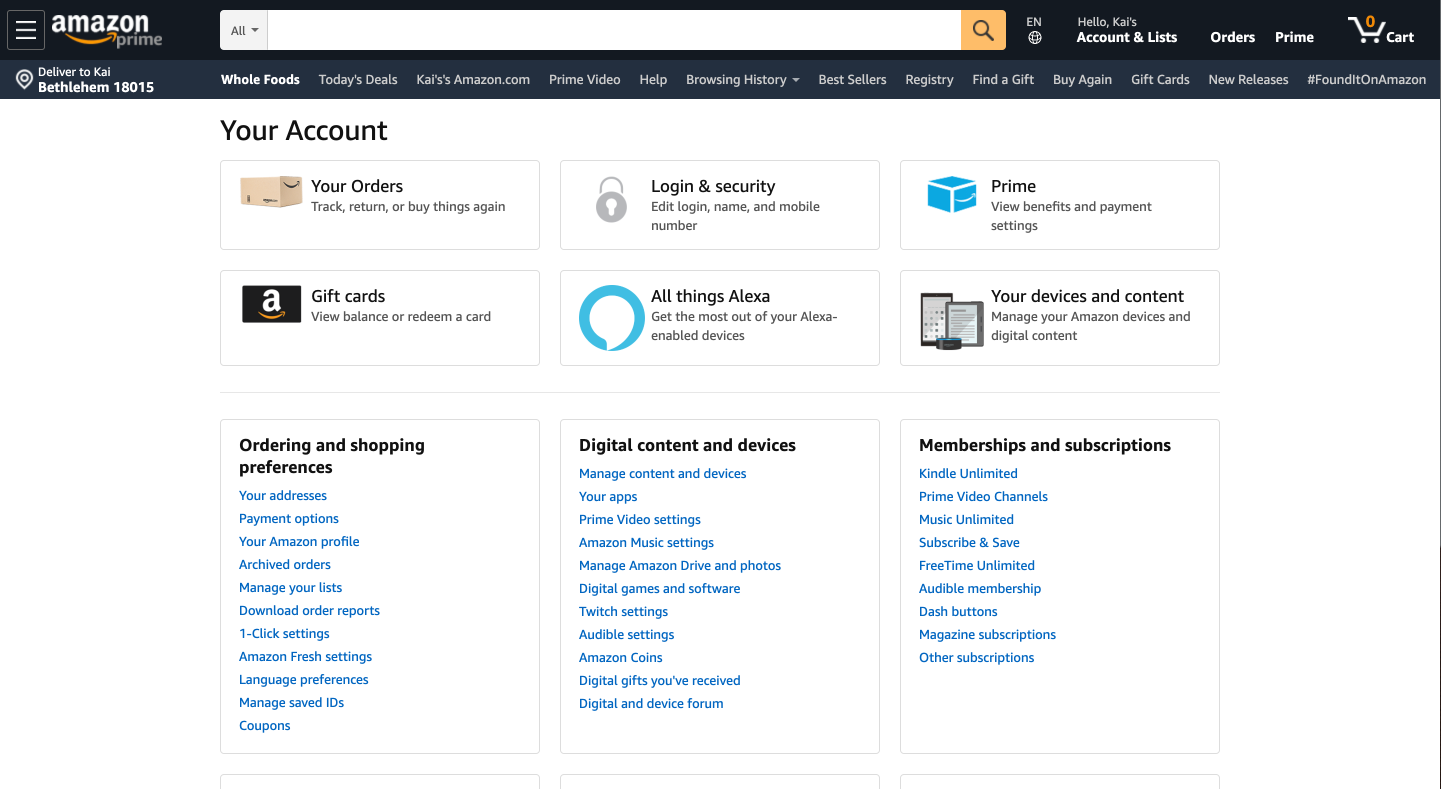 amazon prime
All
EN
Hello, Kai's
Account & Lists
Orders
Prime
0
Cart
Deliver to Kai
Bethlehem 18015
Whole Foods
Today's Deals
Kai's's Amazon.com
Prime Video
Help
Browsing History
Best Sellers
Registry
Find a Gift
Buy Again
Gift Cards
New Releases
#FoundItOnAmazon
Your Account
Your Orders
Track, return, or buy things again
Login & security
Edit login, name, and mobile
number
Prime
View benefits and payment
settings
a
Gift cards
View balance or redeem a card
All things Alexa
Get the most out of your Alexa-
enabled devices
Your devices and content
Manage your Amazon devices and
digital content
Ordering and shopping
preferences
Your addresses
Payment options
Your Amazon profile
Archived orders
Manage your lists
Download order reports
1-Click settings
Amazon Fresh settings
Language preferences
Manage saved IDs
Coupons
Digital content and devices
Manage content and devices
Your apps
Prime Video settings
Amazon Music settings
Manage Amazon Drive and photos
Digital games and software
Twitch settings
Audible settings
Amazon Coins
Digital gifts you've received
Digital and device forum
Memberships and subscriptions
Kindle Unlimited
Prime Video Channels
Music Unlimited
Subscribe & Save
FreeTime Unlimited
Audible membership
Dash buttons
Magazine subscriptions
Other subscriptions